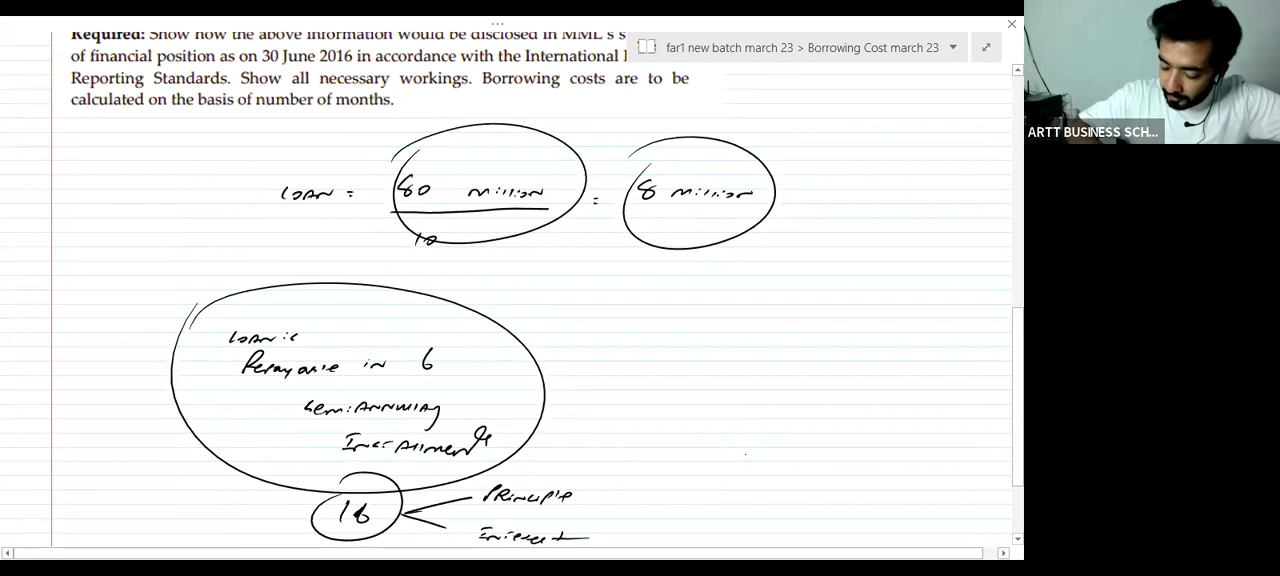 Required: Show how the above information would be disclosed in MML's s
of financial position as on 30 June 2016 in accordance with the International
Reporting Standards. Show all necessary workings. Borrowing costs are to be
calculated on the basis of number of months.
far1 new batch march 23 > Borrowing Cost march 23
ARTT BUSINESS SCH...
LOAN = 80 million = 8 million
10
LOAN is
Repayable in 6
semi Annualy
Installment
16
Principle
Interest